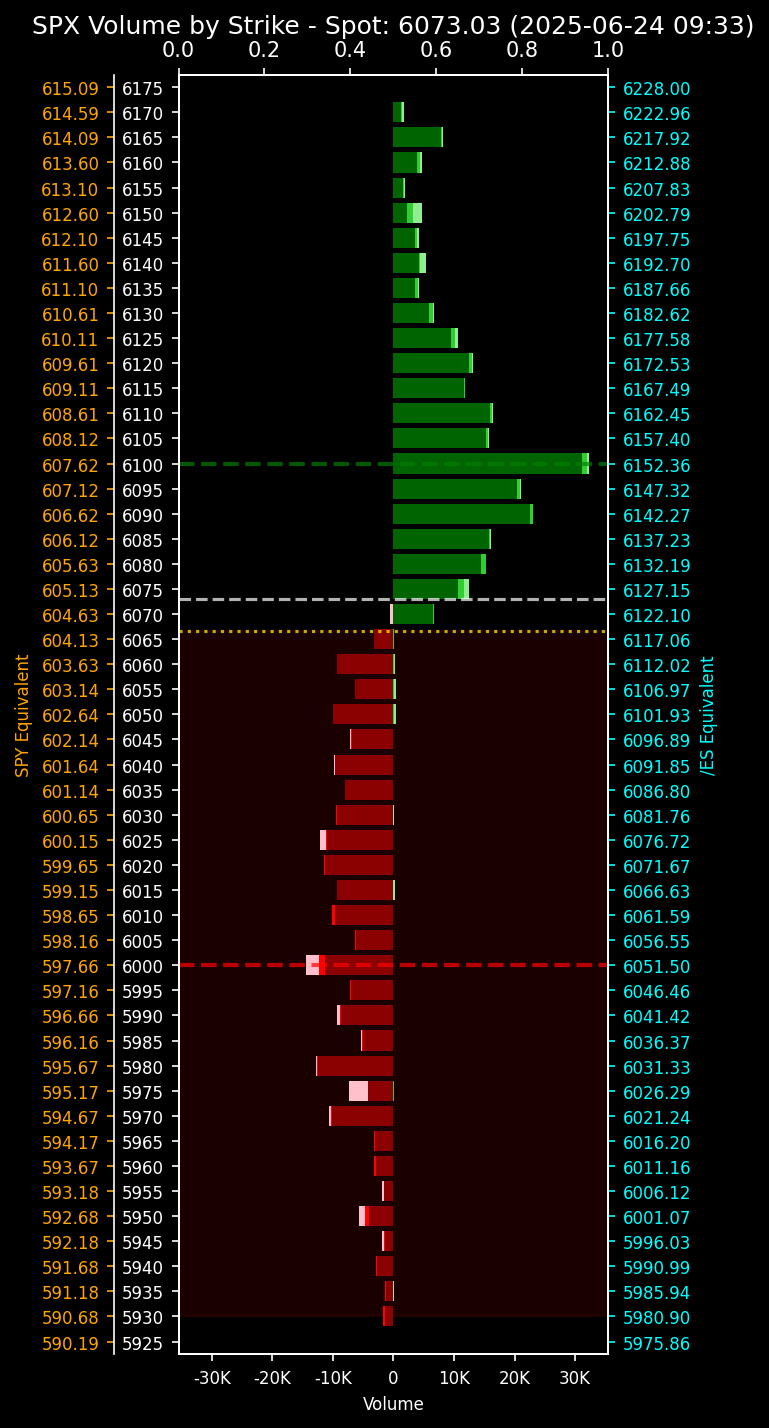 SPX Volume by Strike - Spot: 6073.03 (2025-06-24 09:33)
0.0 0.2 0.4 0.6 0.8 1.0
615.09 6175 6228.00
614.59 6170 6222.96
614.09 6165 6217.92
613.60 6160 6212.88
613.10 6155 6207.83
612.60 6150 6202.79
612.10 6145 6197.75
611.60 6140 6192.70
611.10 6135 6187.66
610.61 6130 6182.62
610.11 6125 6177.58
609.61 6120 6172.53
609.11 6115 6167.49
608.61 6110 6162.45
608.12 6105 6157.40
607.62 6100 6152.36
607.12 6095 6147.32
606.62 6090 6142.27
606.12 6085 6137.23
605.63 6080 6132.19
605.13 6075 6127.15
604.63 6070 6122.10
604.13 6065 6117.06
603.63 6060 6112.02
603.14 6055 6106.97
602.64 6050 6101.93
602.14 6045 6096.89
601.64 6040 6091.85
601.14 6035 6086.80
600.65 6030 6081.76
600.15 6025 6076.72
599.65 6020 6071.67
599.15 6015 6066.63
598.65 6010 6061.59
598.16 6005 6056.55
597.66 6000 6051.50
597.16 5995 6046.46
596.66 5990 6041.42
596.16 5985 6036.37
595.67 5980 6031.33
595.17 5975 6026.29
594.67 5970 6021.24
594.17 5965 6016.20
593.67 5960 6011.16
593.18 5955 6006.12
592.68 5950 6001.07
592.18 5945 5996.03
591.68 5940 5990.99
591.18 5935 5985.94
590.68 5930 5980.90
590.19 5925 5975.86
SPY Equivalent
/ES Equivalent
-30K -20K -10K 0 10K 20K 30K
Volume